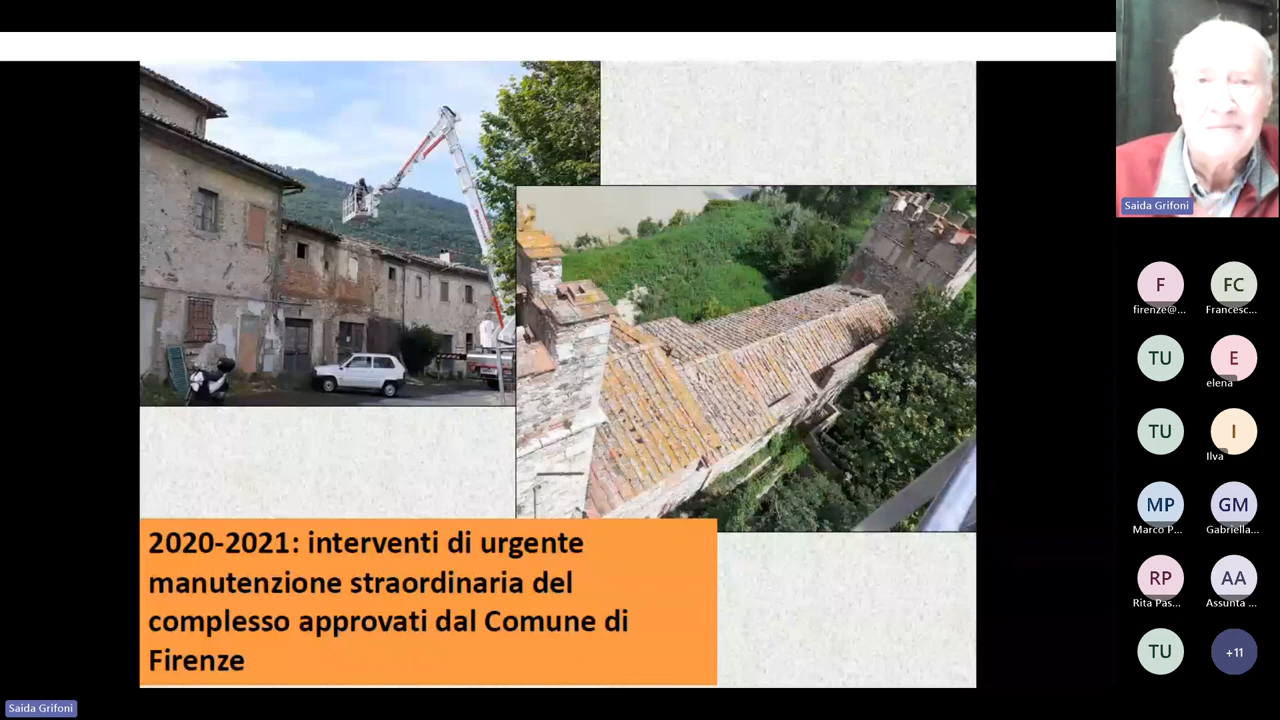 Saida Grifoni
F
FC
firenze@...
Francesc...
TU
E
elena
TU
I
Ilva
MP
GM
Marco P...
Gabriella...
RP
AA
Rita Pas...
Assunta ...
TU
+11
2020-2021: interventi di urgente
manutenzione straordinaria del
complesso approvati dal Comune di
Firenze
Saida Grifoni